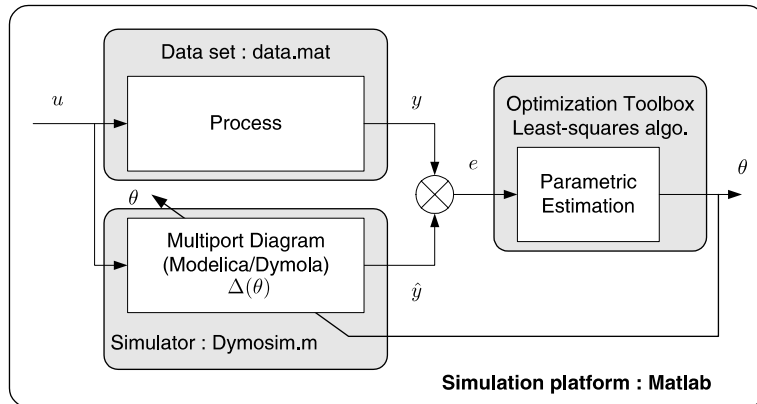 Data set : data.mat
u
Process
y
Optimization Toolbox
Least-squares algo.
e
θ
Parametric
Estimation
θ
Multiport Diagram
(Modelica/Dymola)
Δ(θ)
ŷ
Simulator : Dymosim.m
Simulation platform : Matlab